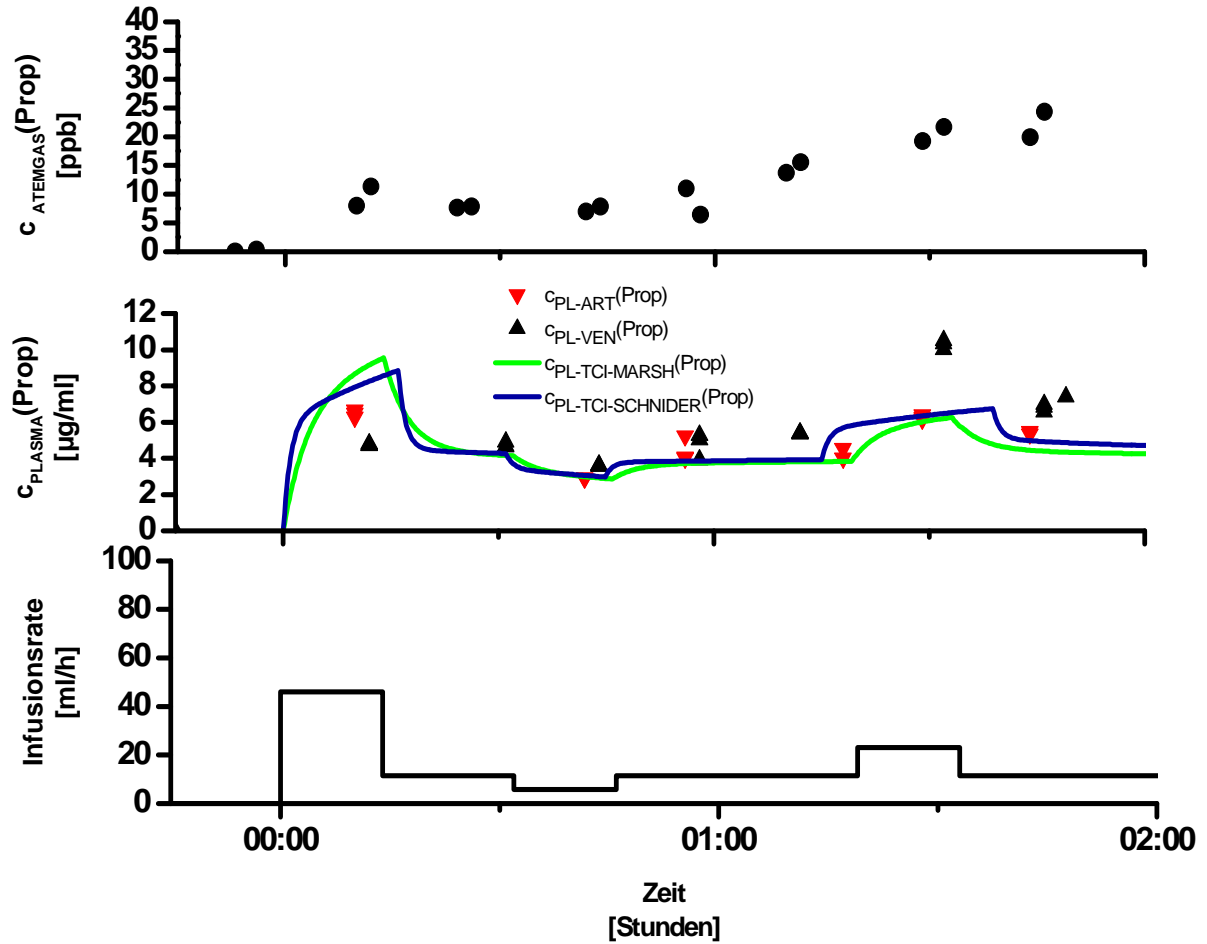 c ATEMGAS(Prop)
[ppb]
40
35
30
25
20
15
10
5
0
cPLASMA(Prop)
[µg/ml]
12
10
8
6
4
2
0
cPL-ART(Prop)
cPL-VEN(Prop)
cPL-TCI-MARSH(Prop)
cPL-TCI-SCHNIDER(Prop)
Infusionsrate
[ml/h]
100
80
60
40
20
0
00:00 01:00 02:00
Zeit
[Stunden]